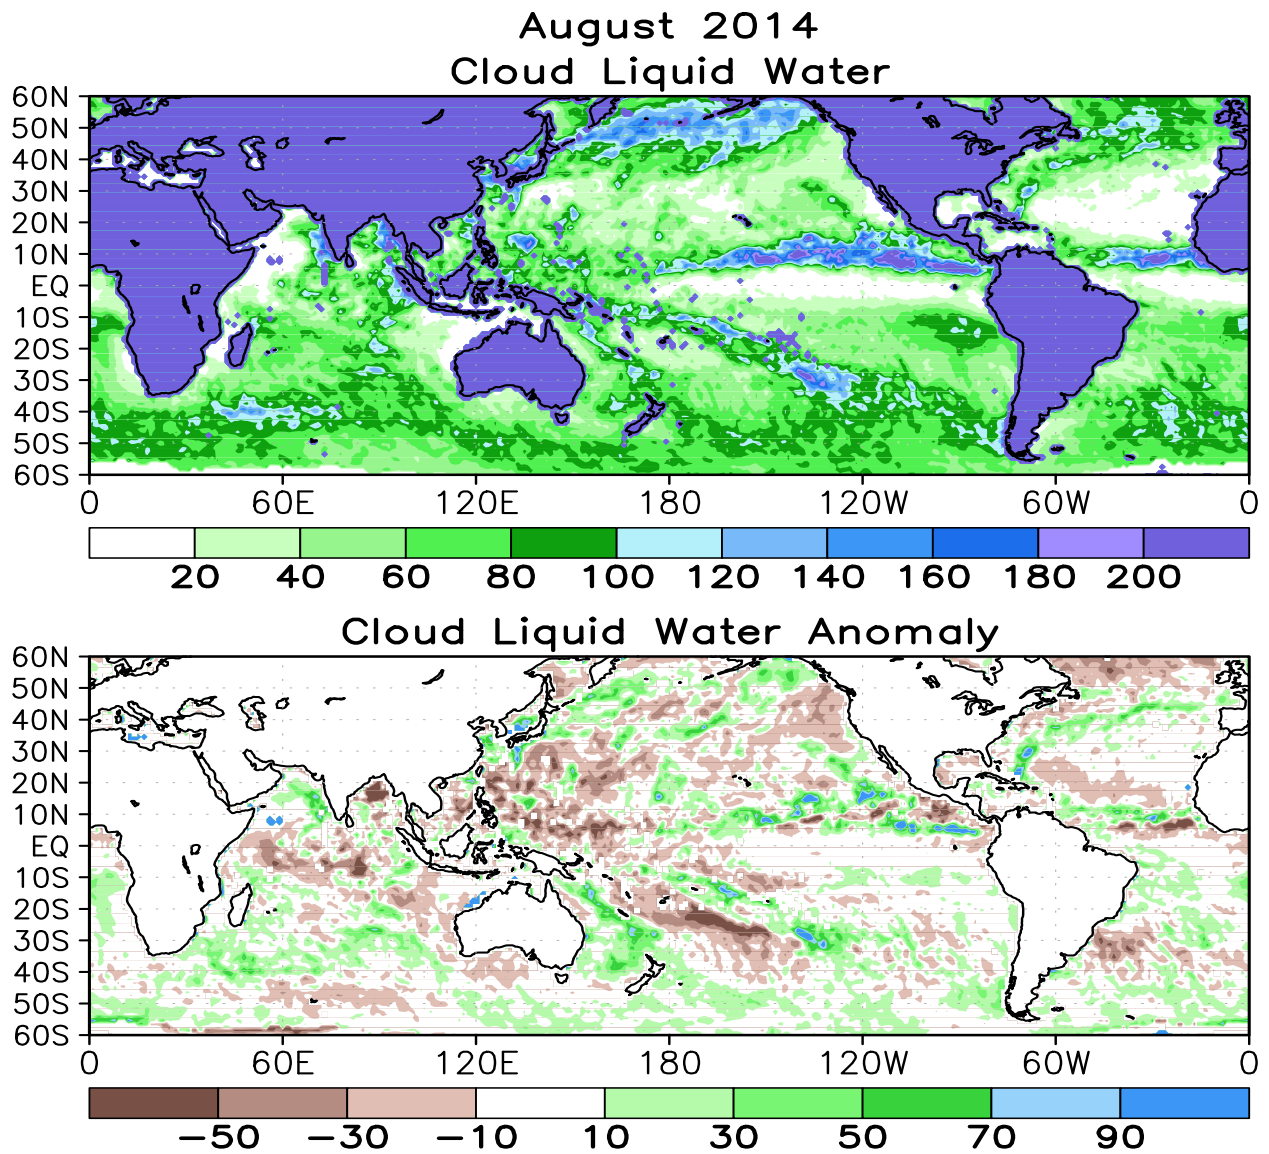 August 2014
Cloud Liquid Water
60N
50N
40N
30N
20N
10N
EQ
10S
20S
30S
40S
50S
60S
0 60E 120E 180 120W 60W 0
20 40 60 80 100 120 140 160 180 200
Cloud Liquid Water Anomaly
60N
50N
40N
30N
20N
10N
EQ
10S
20S
30S
40S
50S
60S
0 60E 120E 180 120W 60W 0
−50 −30 −10 10 30 50 70 90